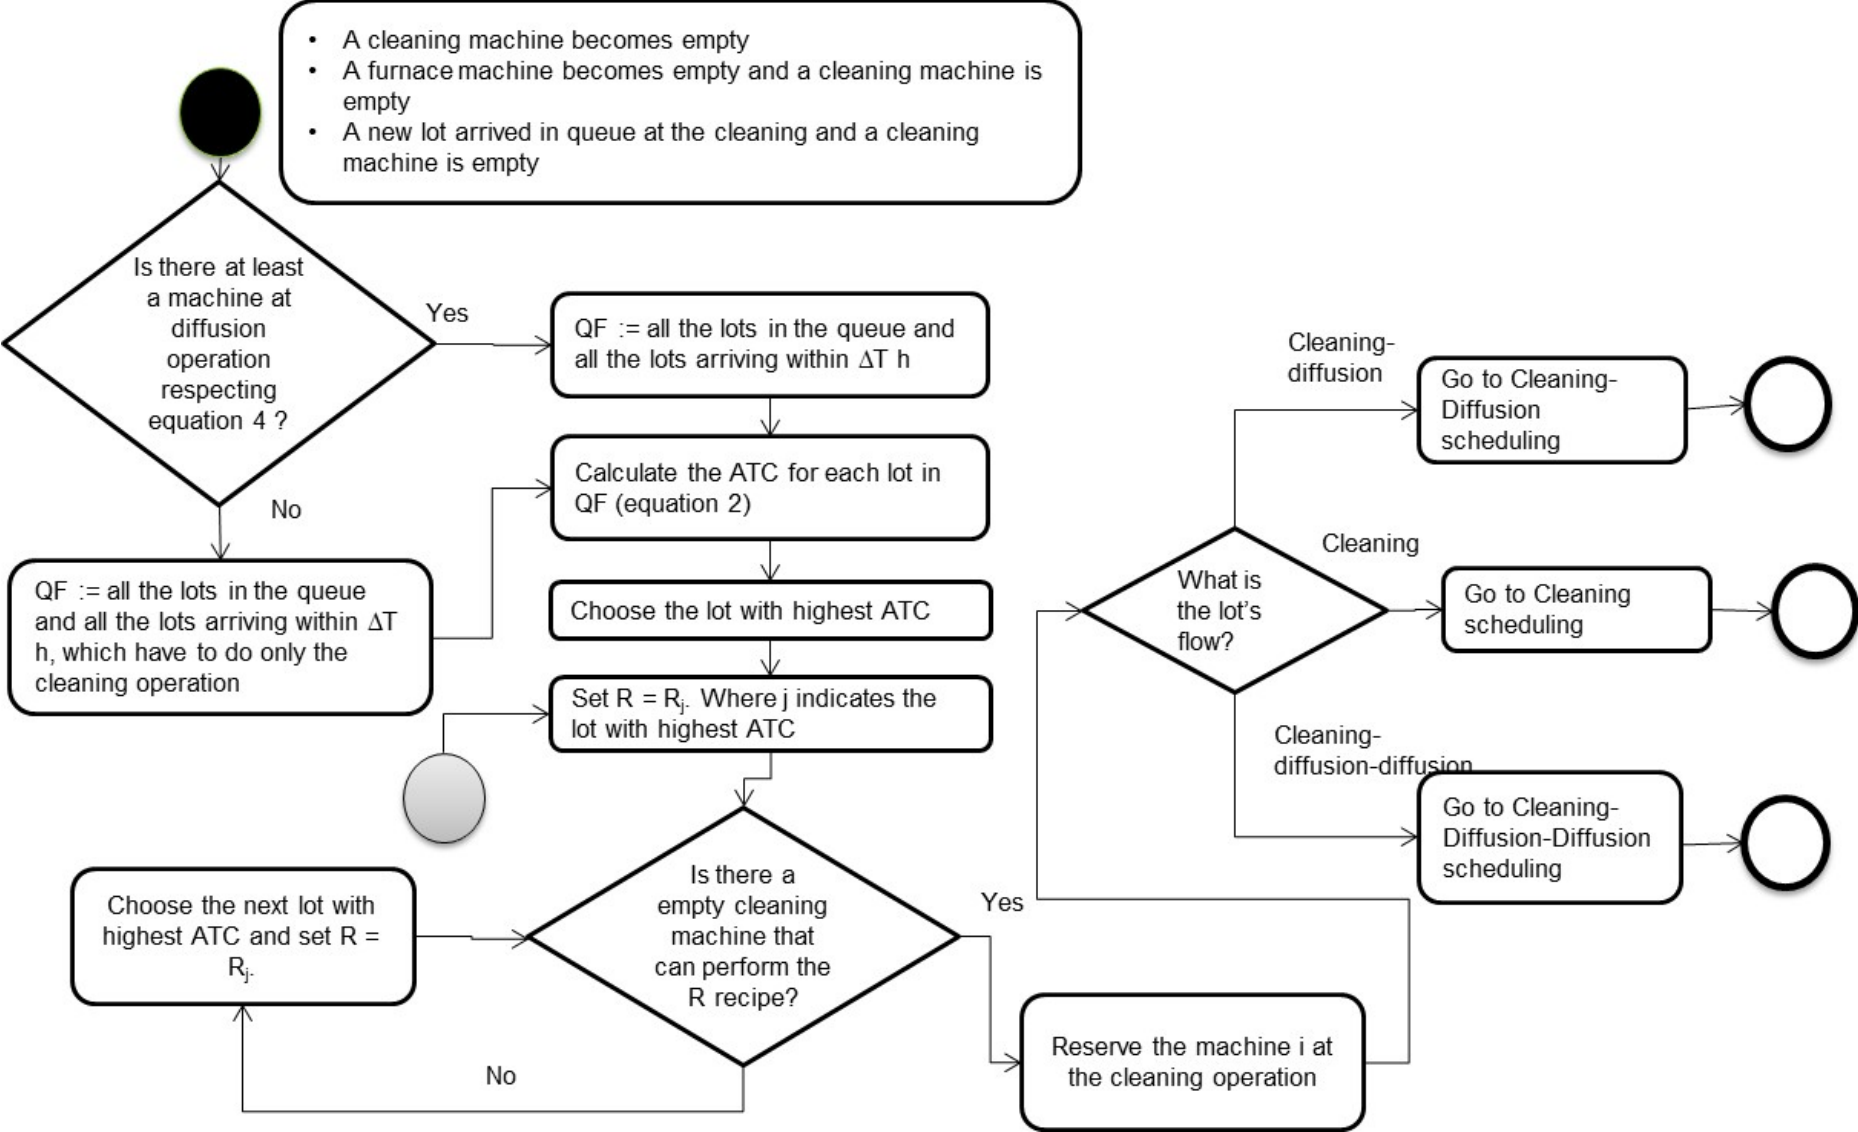 • A cleaning machine becomes empty
• A furnace machine becomes empty and a cleaning machine is
empty
• A new lot arrived in queue at the cleaning and a cleaning
machine is empty
Is there at least
a machine at
diffusion
operation
respecting
equation 4 ?
Yes
No
QF := all the lots in the queue and
all the lots arriving within ΔT h
QF := all the lots in the queue
and all the lots arriving within ΔT
h, which have to do only the
cleaning operation
Calculate the ATC for each lot in
QF (equation 2)
Choose the lot with highest ATC
Set R = Rj. Where j indicates the
lot with highest ATC
Is there a
empty cleaning
machine that
can perform the
R recipe?
No
Choose the next lot with
highest ATC and set R =
Rj.
Yes
Reserve the machine i at
the cleaning operation
What is
the lot's
flow?
Cleaning-
diffusion
Go to Cleaning-
Diffusion
scheduling
Cleaning
Go to Cleaning
scheduling
Cleaning-
diffusion-diffusion
Go to Cleaning-
Diffusion-Diffusion
scheduling